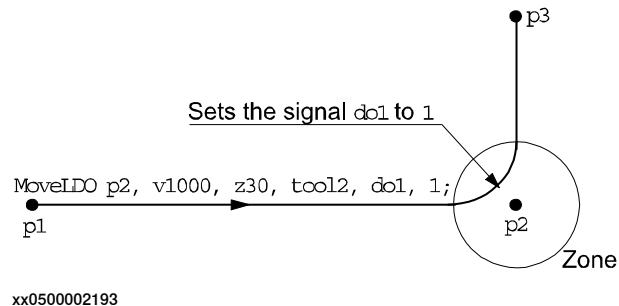 p3
Sets the signal do1 to 1
MoveLDO p2, v1000, z30, tool2, do1, 1;
p1
p2
Zone
xx0500002193